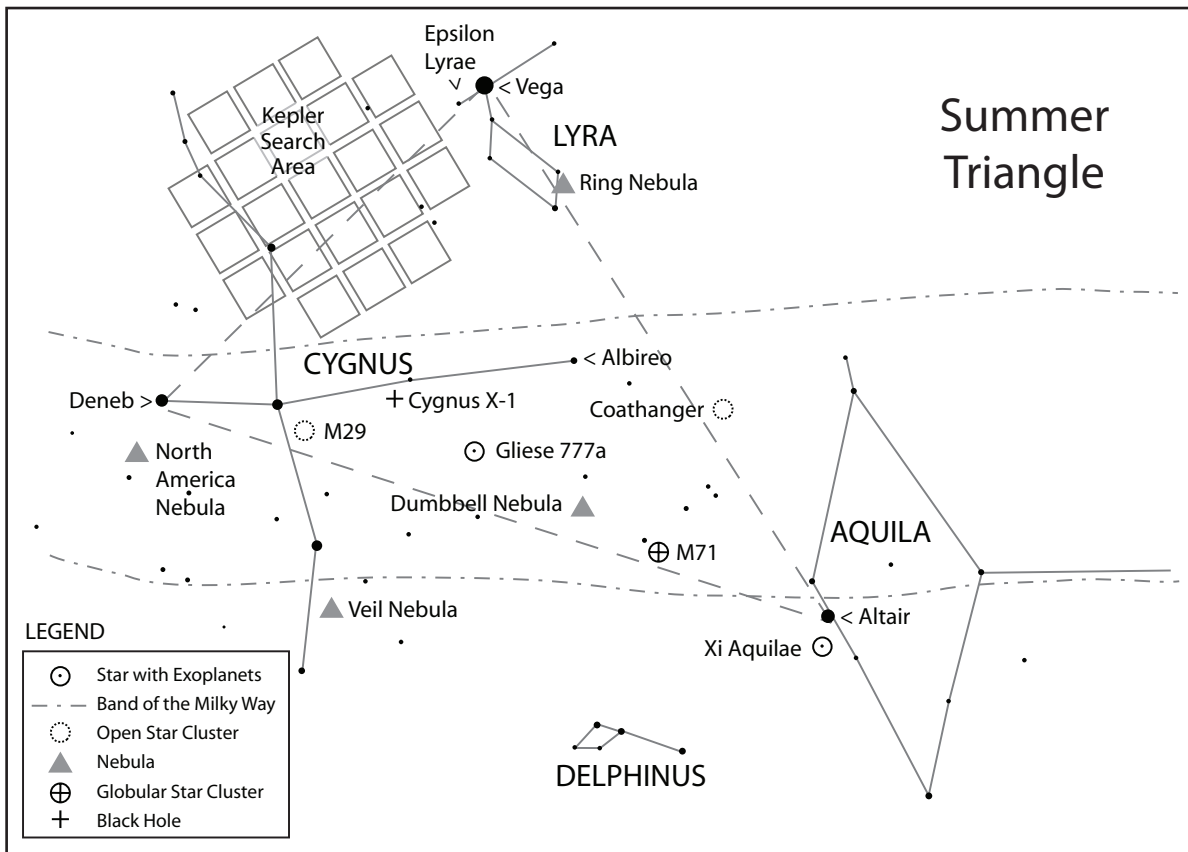 Summer
Triangle
Epsilon
Lyrae
< Vega
Kepler
Search
Area
LYRA
Ring Nebula
CYGNUS
< Albireo
Deneb >
Cygnus X-1
Coathanger
M29
North
America
Nebula
Gliese 777a
Dumbbell Nebula
AQUILA
M71
Veil Nebula
< Altair
Xi Aquilae
DELPHINUS
LEGEND
Star with Exoplanets
Band of the Milky Way
Open Star Cluster
Nebula
Globular Star Cluster
Black Hole